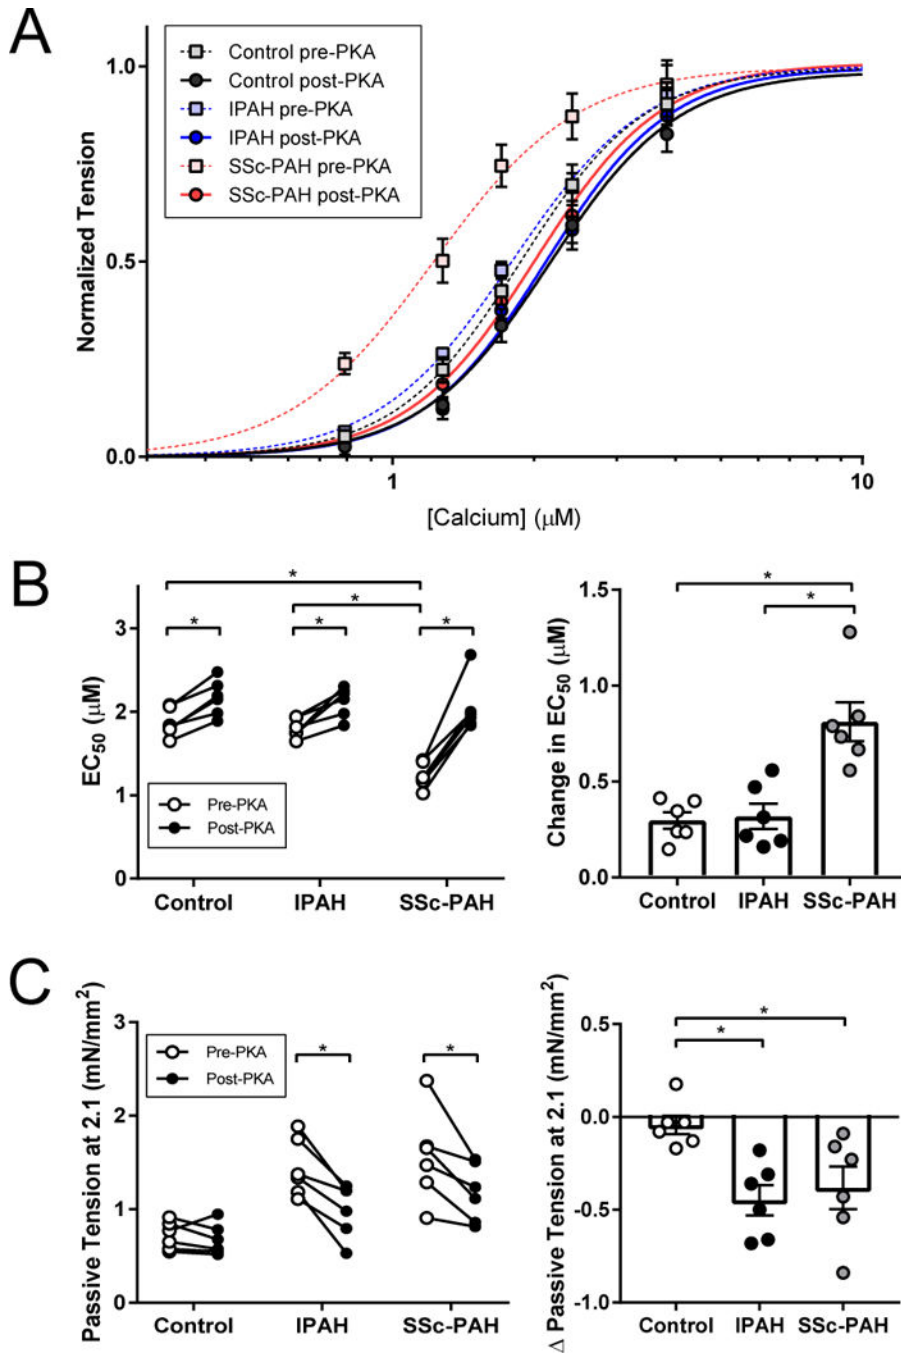 A
Control pre-PKA
Control post-PKA
IPAH pre-PKA
IPAH post-PKA
SSc-PAH pre-PKA
SSc-PAH post-PKA
Normalized Tension
1.0
0.5
0.0
1
10
[Calcium] (μM)
B
EC50 (μM)
3
2
1
0
* * * * *
Pre-PKA
Post-PKA
Control IPAH SSc-PAH
Change in EC50 (μM)
1.5
1.0
0.5
0.0
* *
Control IPAH SSc-PAH
C
Passive Tension at 2.1 (mN/mm²)
3
2
1
0
Pre-PKA
Post-PKA
* *
Control IPAH SSc-PAH
Δ Passive Tension at 2.1 (mN/mm²)
0.5
0.0
-0.5
-1.0
* *
Control IPAH SSc-PAH